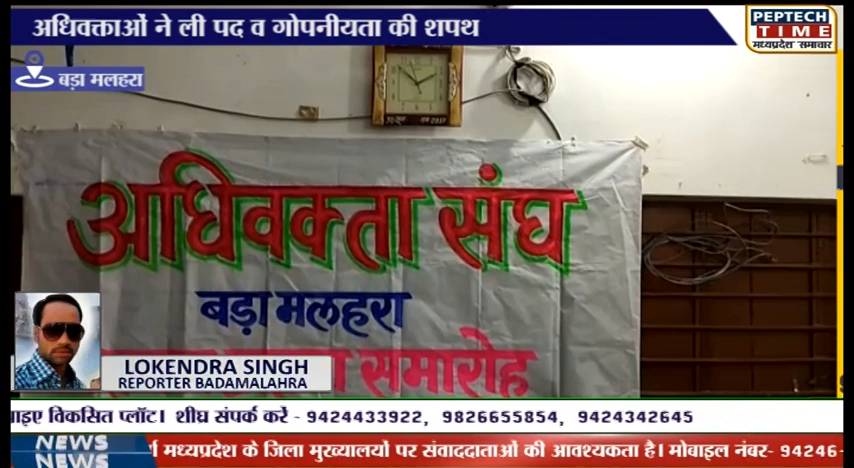 अधिवक्ताओं ने ली पद व गोपनीयता की शपथ
PEPTECH
TIME
मध्यप्रदेश समाचार
बड़ा मलहरा
अधिवक्ता संघ
बड़ा मलहरा
समारोह
LOKENDRA SINGH
REPORTER BADAMALAHRA
विकसित प्लॉट। शीघ्र संपर्क करें - 9424433922, 9826655854, 9424342645
NEWS
NEWS
मध्यप्रदेश के जिला मुख्यालयों पर संवाददाताओं की आवश्यकता है। मोबाइल नंबर- 94246-